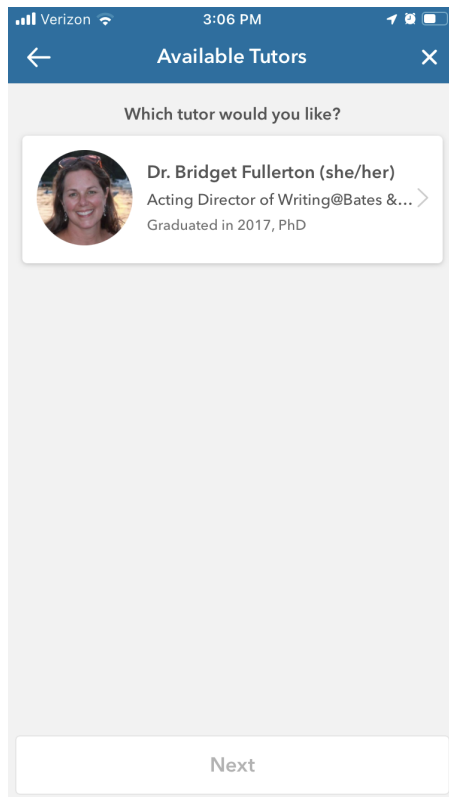 Verizon 3:06 PM
Available Tutors
Which tutor would you like?
Dr. Bridget Fullerton (she/her)
Acting Director of Writing@Bates &...
Graduated in 2017, PhD
Next